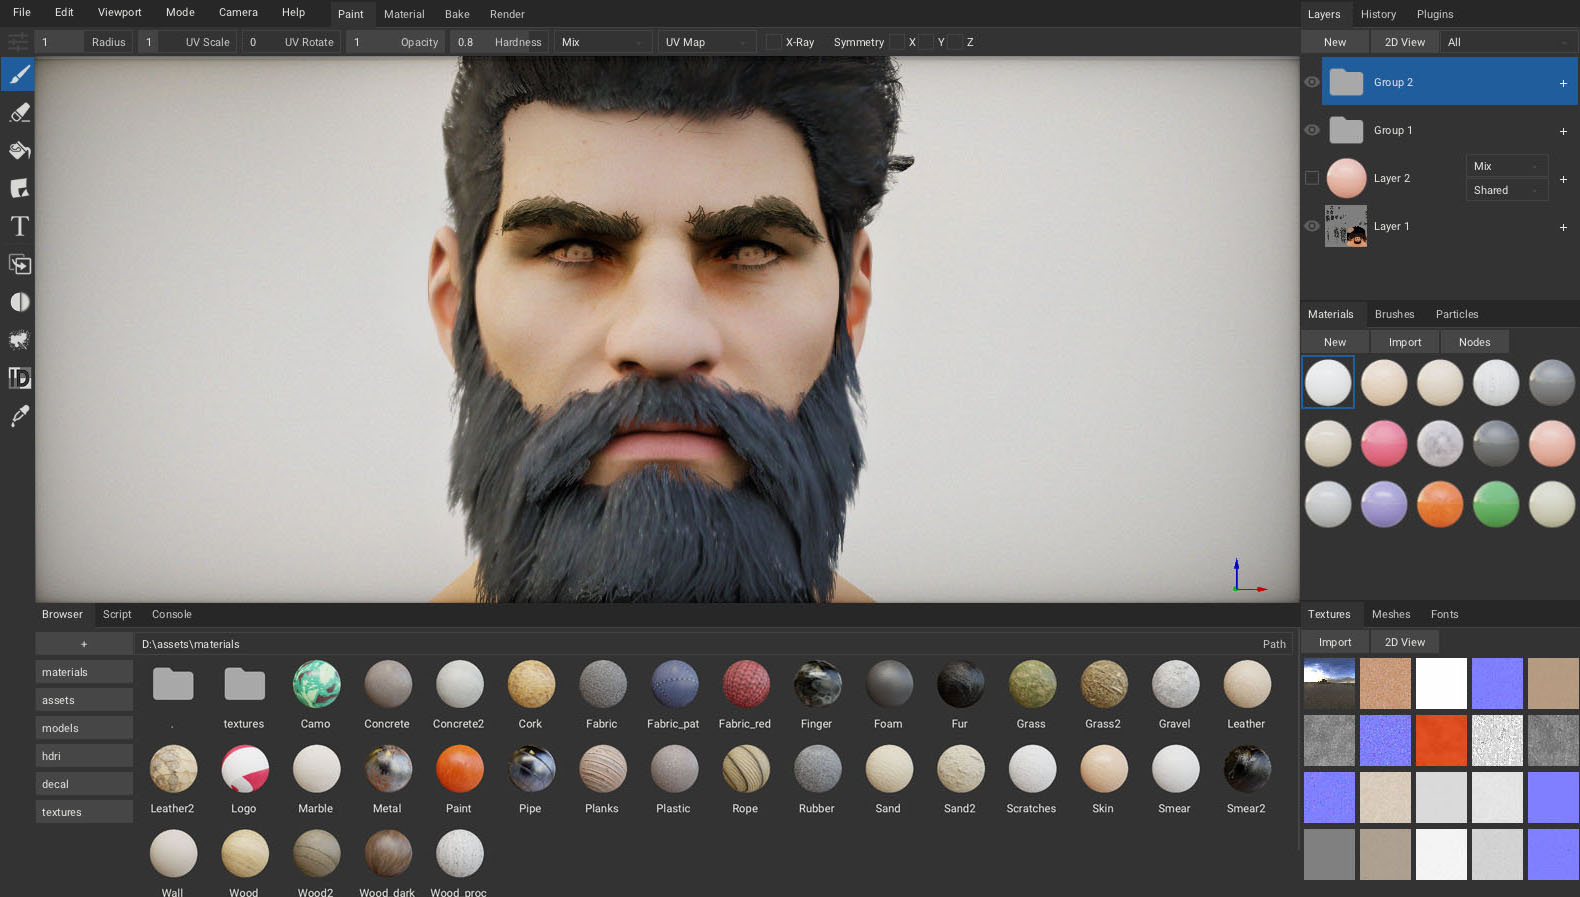 File Edit Viewport Mode Camera Help Paint Material Bake Render
1 Radius 1 UV Scale 0 UV Rotate 1 Opacity 0.8 Hardness Mix UV Map X-Ray Symmetry X Y Z
T
ID
Layers History Plugins
New 2D View All
Group 2 +
Group 1 +
Layer 2 Mix +
Shared
Layer 1 +
Materials Brushes Particles
New Import Nodes
Browser Script Console
+ D:\assets\materials Path
materials
assets
models
hdri
decal
textures
. textures Camo Concrete Concrete2 Cork Fabric Fabric_pat Fabric_red Finger Foam Fur Grass Grass2 Gravel Leather
Leather2 Logo Marble Metal Paint Pipe Planks Plastic Rope Rubber Sand Sand2 Scratches Skin Smear Smear2
Wall Wood Wood2 Wood_dark Wood_proc
Textures Meshes Fonts
Import 2D View